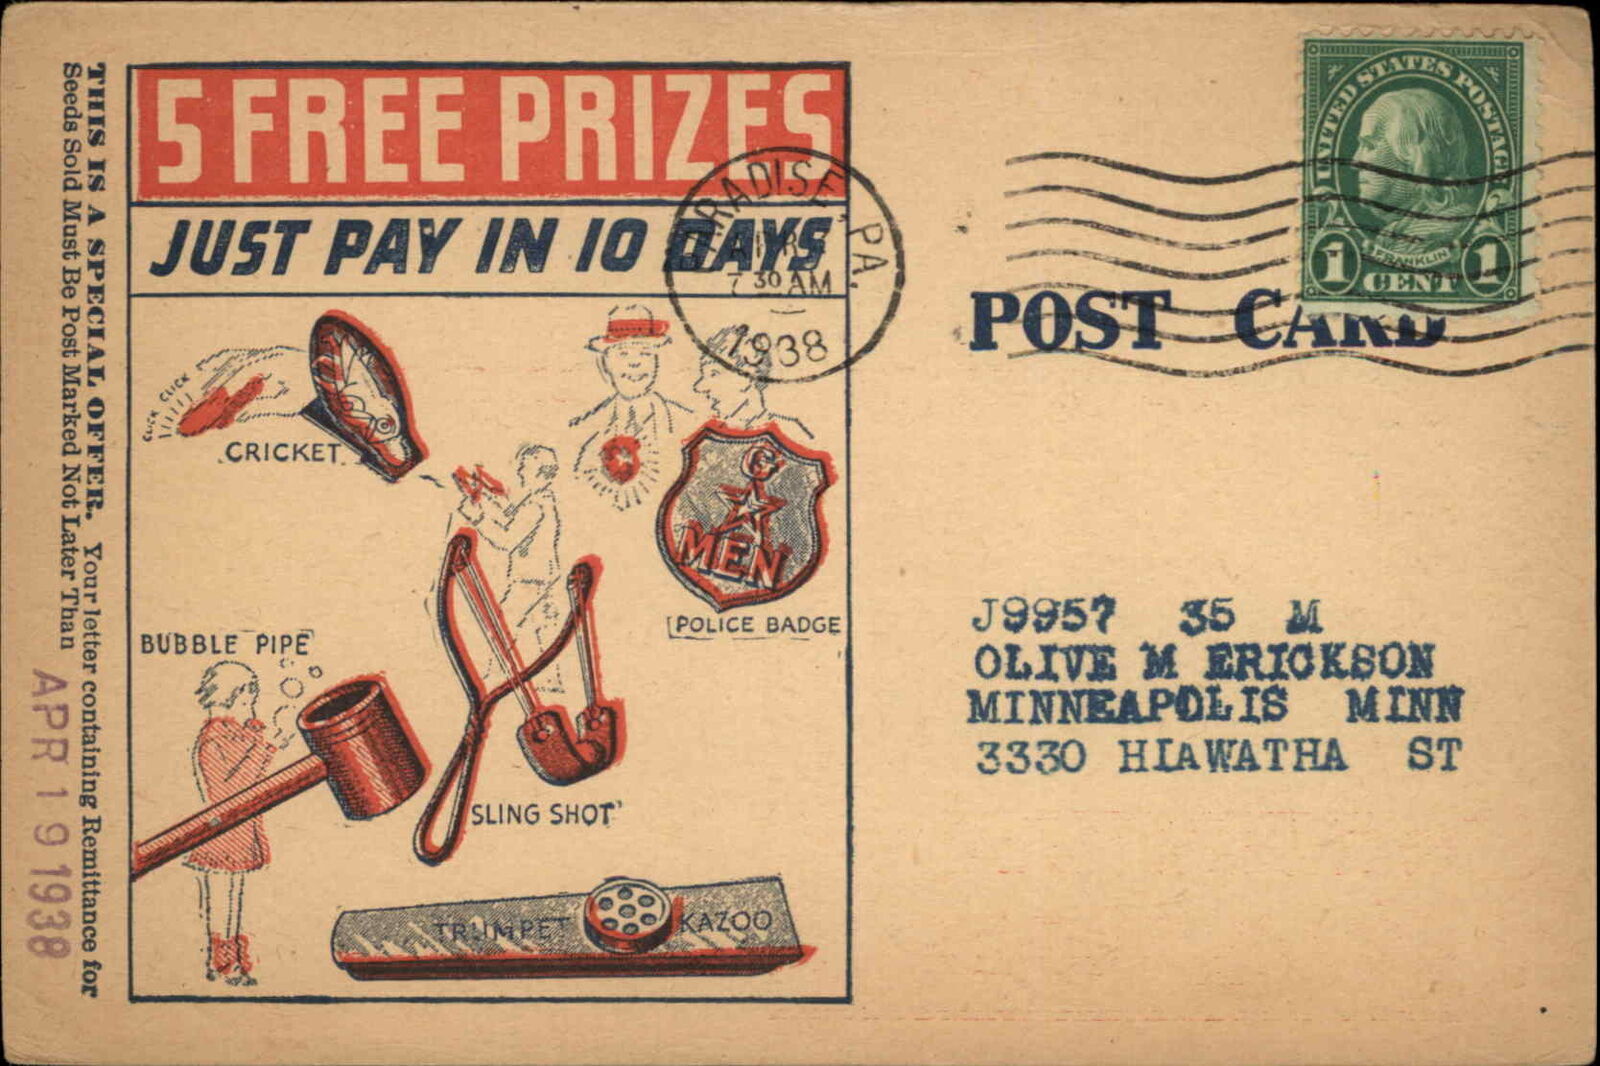 THIS IS A SPECIAL OFFER. Your letter containing Remittance for
Seeds Sold Must Be Post Marked Not Later Than
APR 19 1938
5 FREE PRIZES
JUST PAY IN 10 DAYS
PARADISE, PA.
7 30 AM
1938
CLICK CLICK
CRICKET
G
MEN
POLICE BADGE
BUBBLE PIPE
SLING SHOT
TRUMPET KAZOO
UNITED STATES POSTAGE
FRANKLIN
1 CENT 1
POST CARD
J9957 35 M
OLIVE M ERICKSON
MINNEAPOLIS MINN
3330 HIAWATHA ST